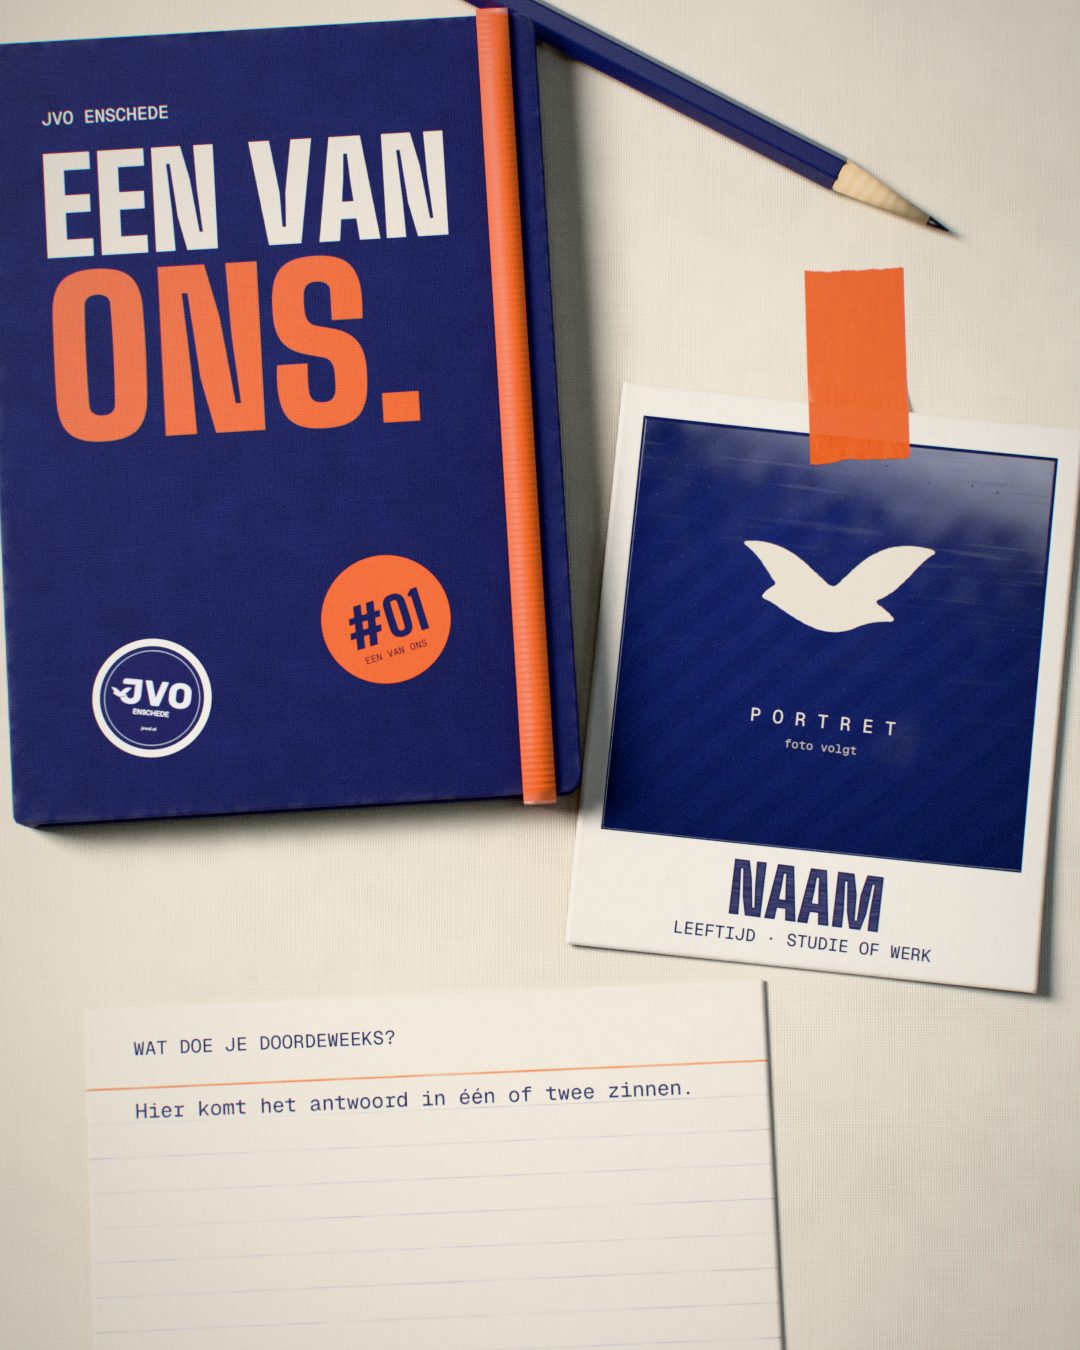 JVO ENSCHEDE
EEN VAN
ONS.
#01
EEN VAN ONS
JVO
ENSCHEDE
PORTRET
foto volgt
NAAM
LEEFTIJD · STUDIE OF WERK
WAT DOE JE DOORDEWEEKS?
Hier komt het antwoord in één of twee zinnen.